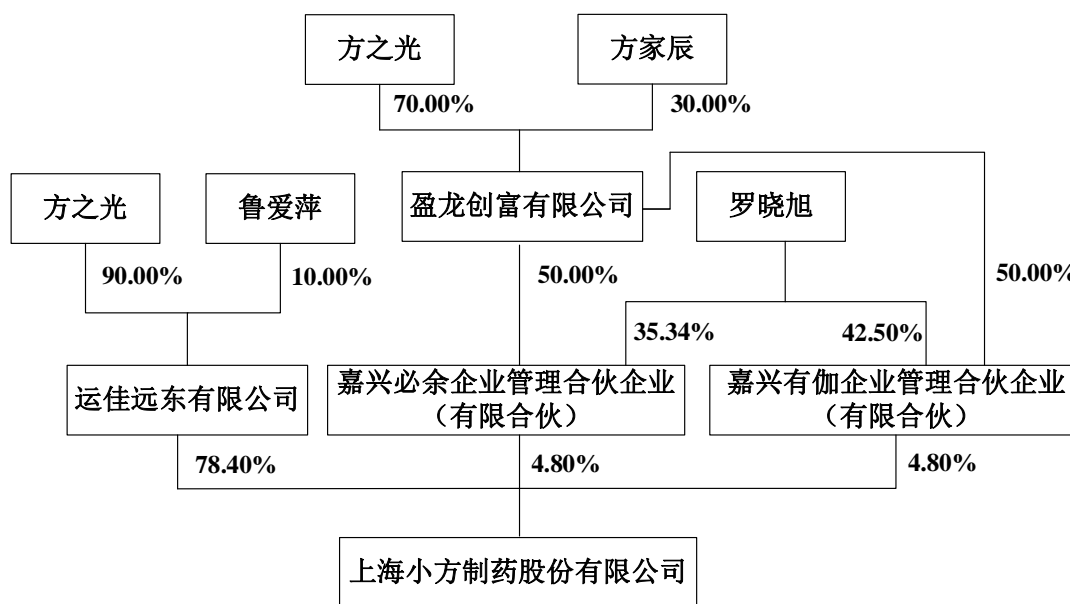 方之光
方家辰
70.00%
30.00%
方之光
鲁爱萍
盈龙创富有限公司
罗晓旭
90.00%
10.00%
50.00%
50.00%
35.34%
42.50%
运佳远东有限公司
嘉兴必余企业管理合伙企业
（有限合伙）
嘉兴有伽企业管理合伙企业
（有限合伙）
78.40%
4.80%
4.80%
上海小方制药股份有限公司